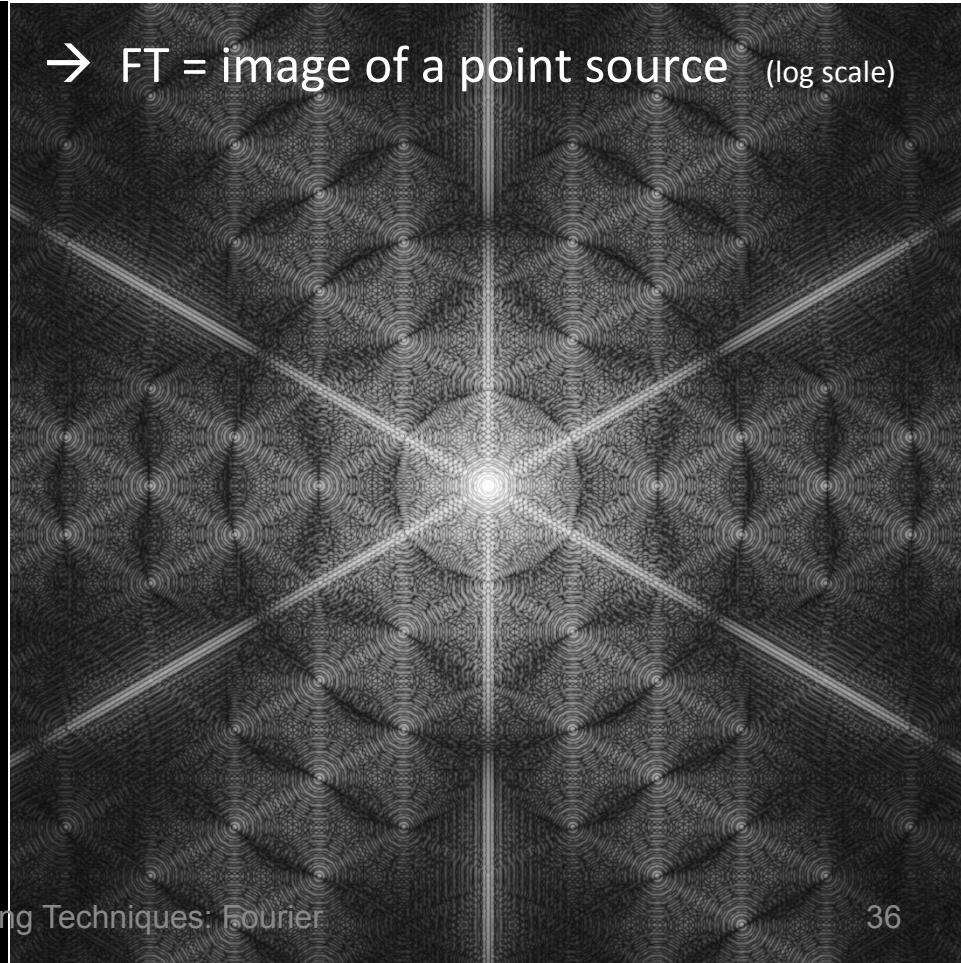 → FT = image of a point source (log scale)
ng Techniques: Fourier 36